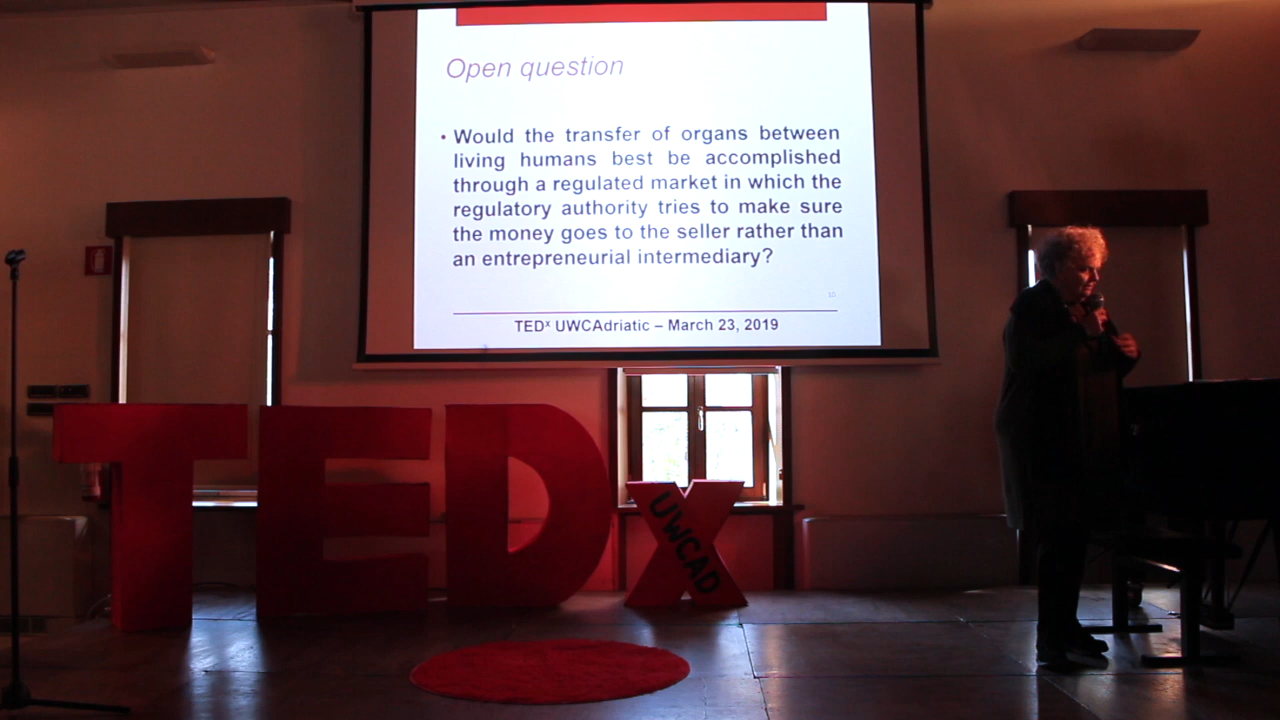 Open question
• Would the transfer of organs between
living humans best be accomplished
through a regulated market in which the
regulatory authority tries to make sure
the money goes to the seller rather than
an entrepreneurial intermediary?
10
TEDx UWCAdriatic – March 23, 2019
TEDx
UWCAD